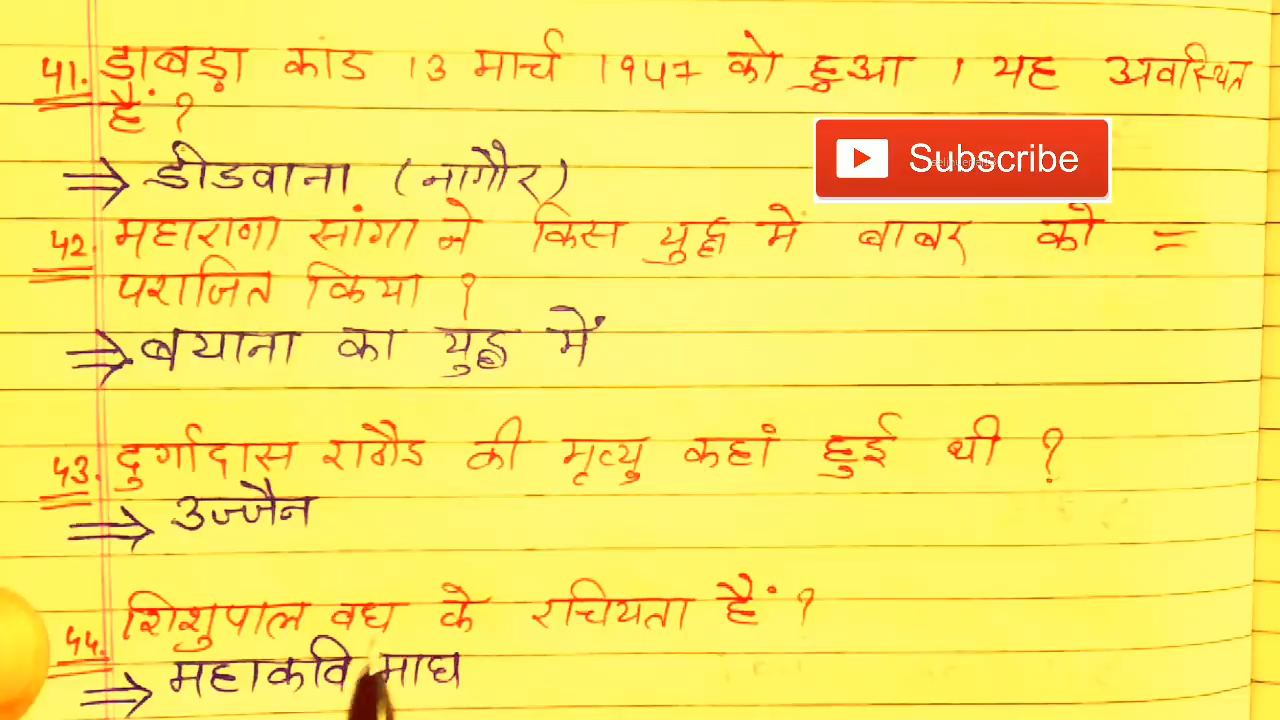 41. डाबड़ा कांड 13 मार्च 1947 को हुआ । यह अवस्थित
हैं ?
Subscribe
⇒ डीडवाना (नागौर)
42. महाराणा सांगा ने किस युद्ध में बाबर को =
पराजित किया ?
⇒ बयाना का युद्ध में
43. दुर्गादास राठौड की मृत्यु कहां हुई थी ?
⇒ उज्जैन
44. शिशुपाल वध के रचियता हैं ?
⇒ महाकवि माघ